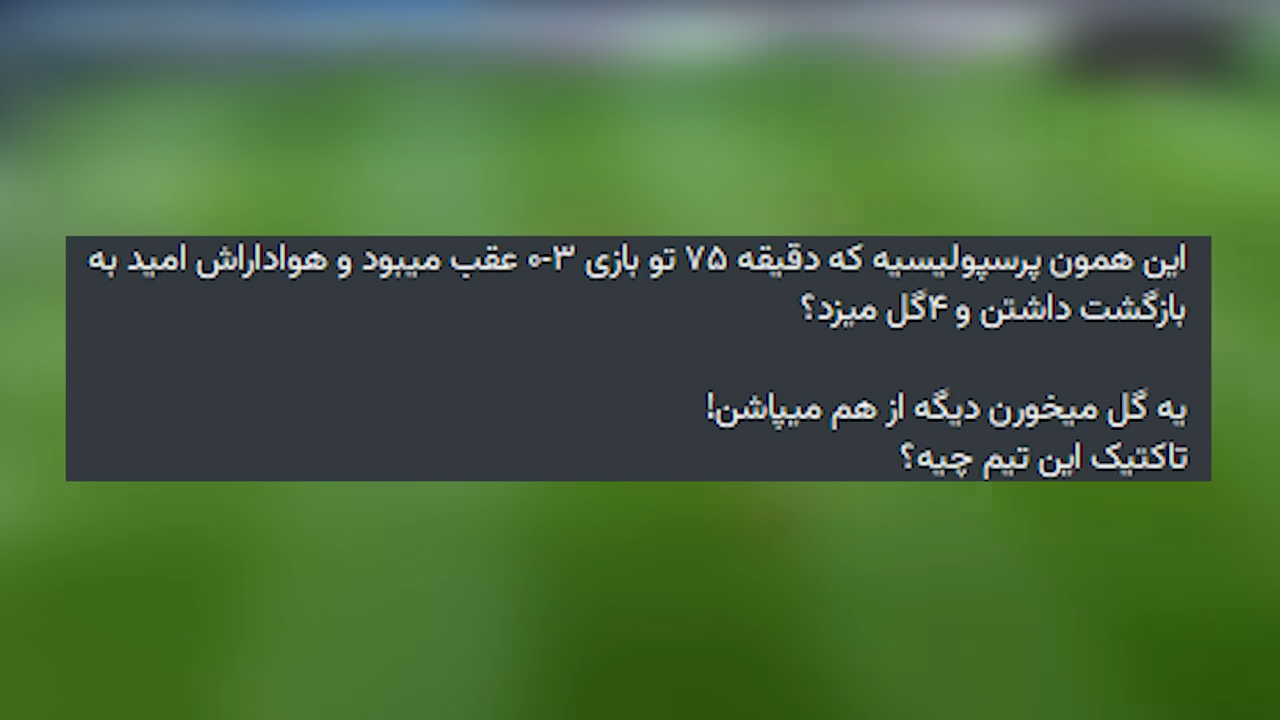 این همون پرسپولیسیه که دقیقه ۷۵ تو بازی ۳-۰ عقب میبود و هواداراش امید به
بازگشت داشتن و ۴گل میزد؟
یه گل میخورن دیگه از هم میپاشن!
تاکتیک این تیم چیه؟